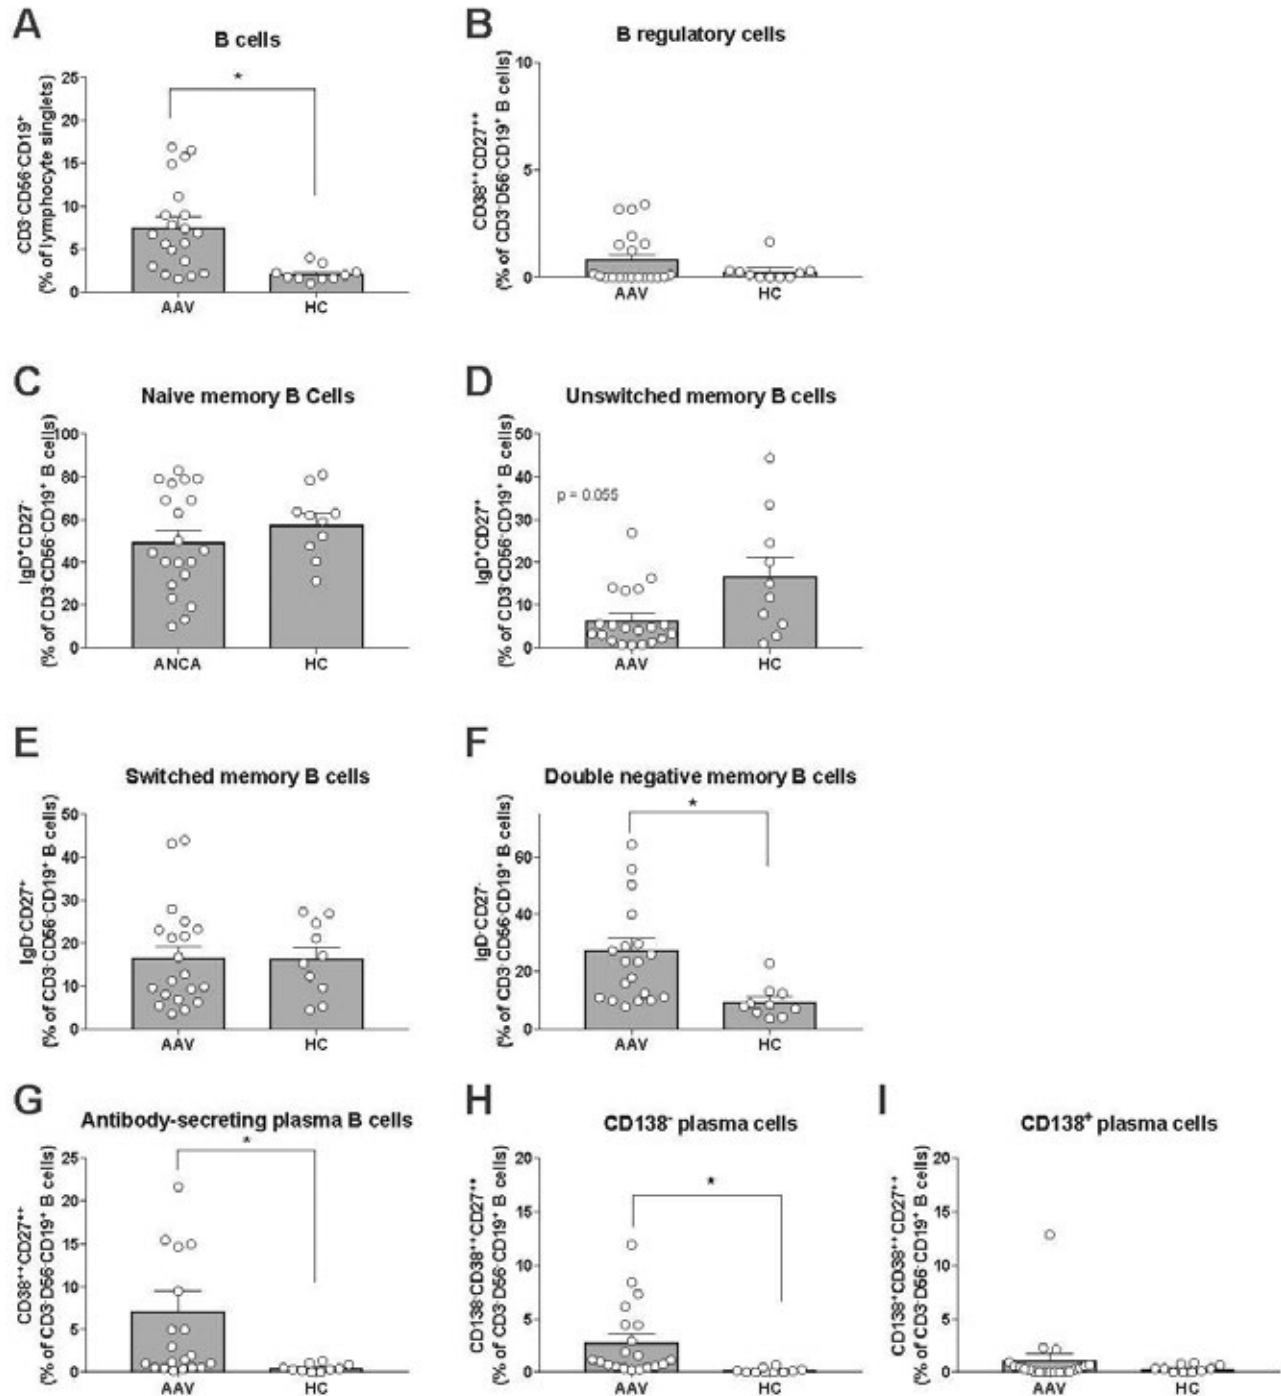 A
B cells
CD3⁻CD56⁻CD19⁺
(% of lymphocyte singlets)
25
20
15
10
5
0
*
AAV
HC
B
B regulatory cells
CD38⁺⁺CD27⁺⁺
(% of CD3⁻D56⁻CD19⁺ B cells)
10
5
0
AAV
HC
C
Naive memory B Cells
IgD⁺CD27⁻
(% of CD3⁻CD56⁻CD19⁺ B cells)
100
80
60
40
20
0
ANCA
HC
D
Unswitched memory B cells
IgD⁺CD27⁺
(% of CD3⁻CD56⁻CD19⁺ B cells)
50
40
30
20
10
0
p = 0.055
AAV
HC
E
Switched memory B cells
IgD⁻CD27⁺
(% of CD3⁻CD56⁻CD19⁺ B cells)
50
40
30
20
10
0
AAV
HC
F
Double negative memory B cells
IgD⁻CD27⁻
(% of CD3⁻CD56⁻CD19⁺ B cells)
60
40
20
0
*
AAV
HC
G
Antibody-secreting plasma B cells
CD38⁺⁺CD27⁺⁺
(% of CD3⁻D56⁻CD19⁺ B cells)
25
20
15
10
5
0
*
AAV
HC
H
CD138⁻ plasma cells
CD138⁻CD38⁺⁺CD27⁺⁺
(% of CD3⁻D56⁻CD19⁺ B cells)
20
15
10
5
0
*
AAV
HC
I
CD138⁺ plasma cells
CD138⁺CD38⁺⁺CD27⁺⁺
(% of CD3⁻D56⁻CD19⁺ B cells)
20
15
10
5
0
AAV
HC